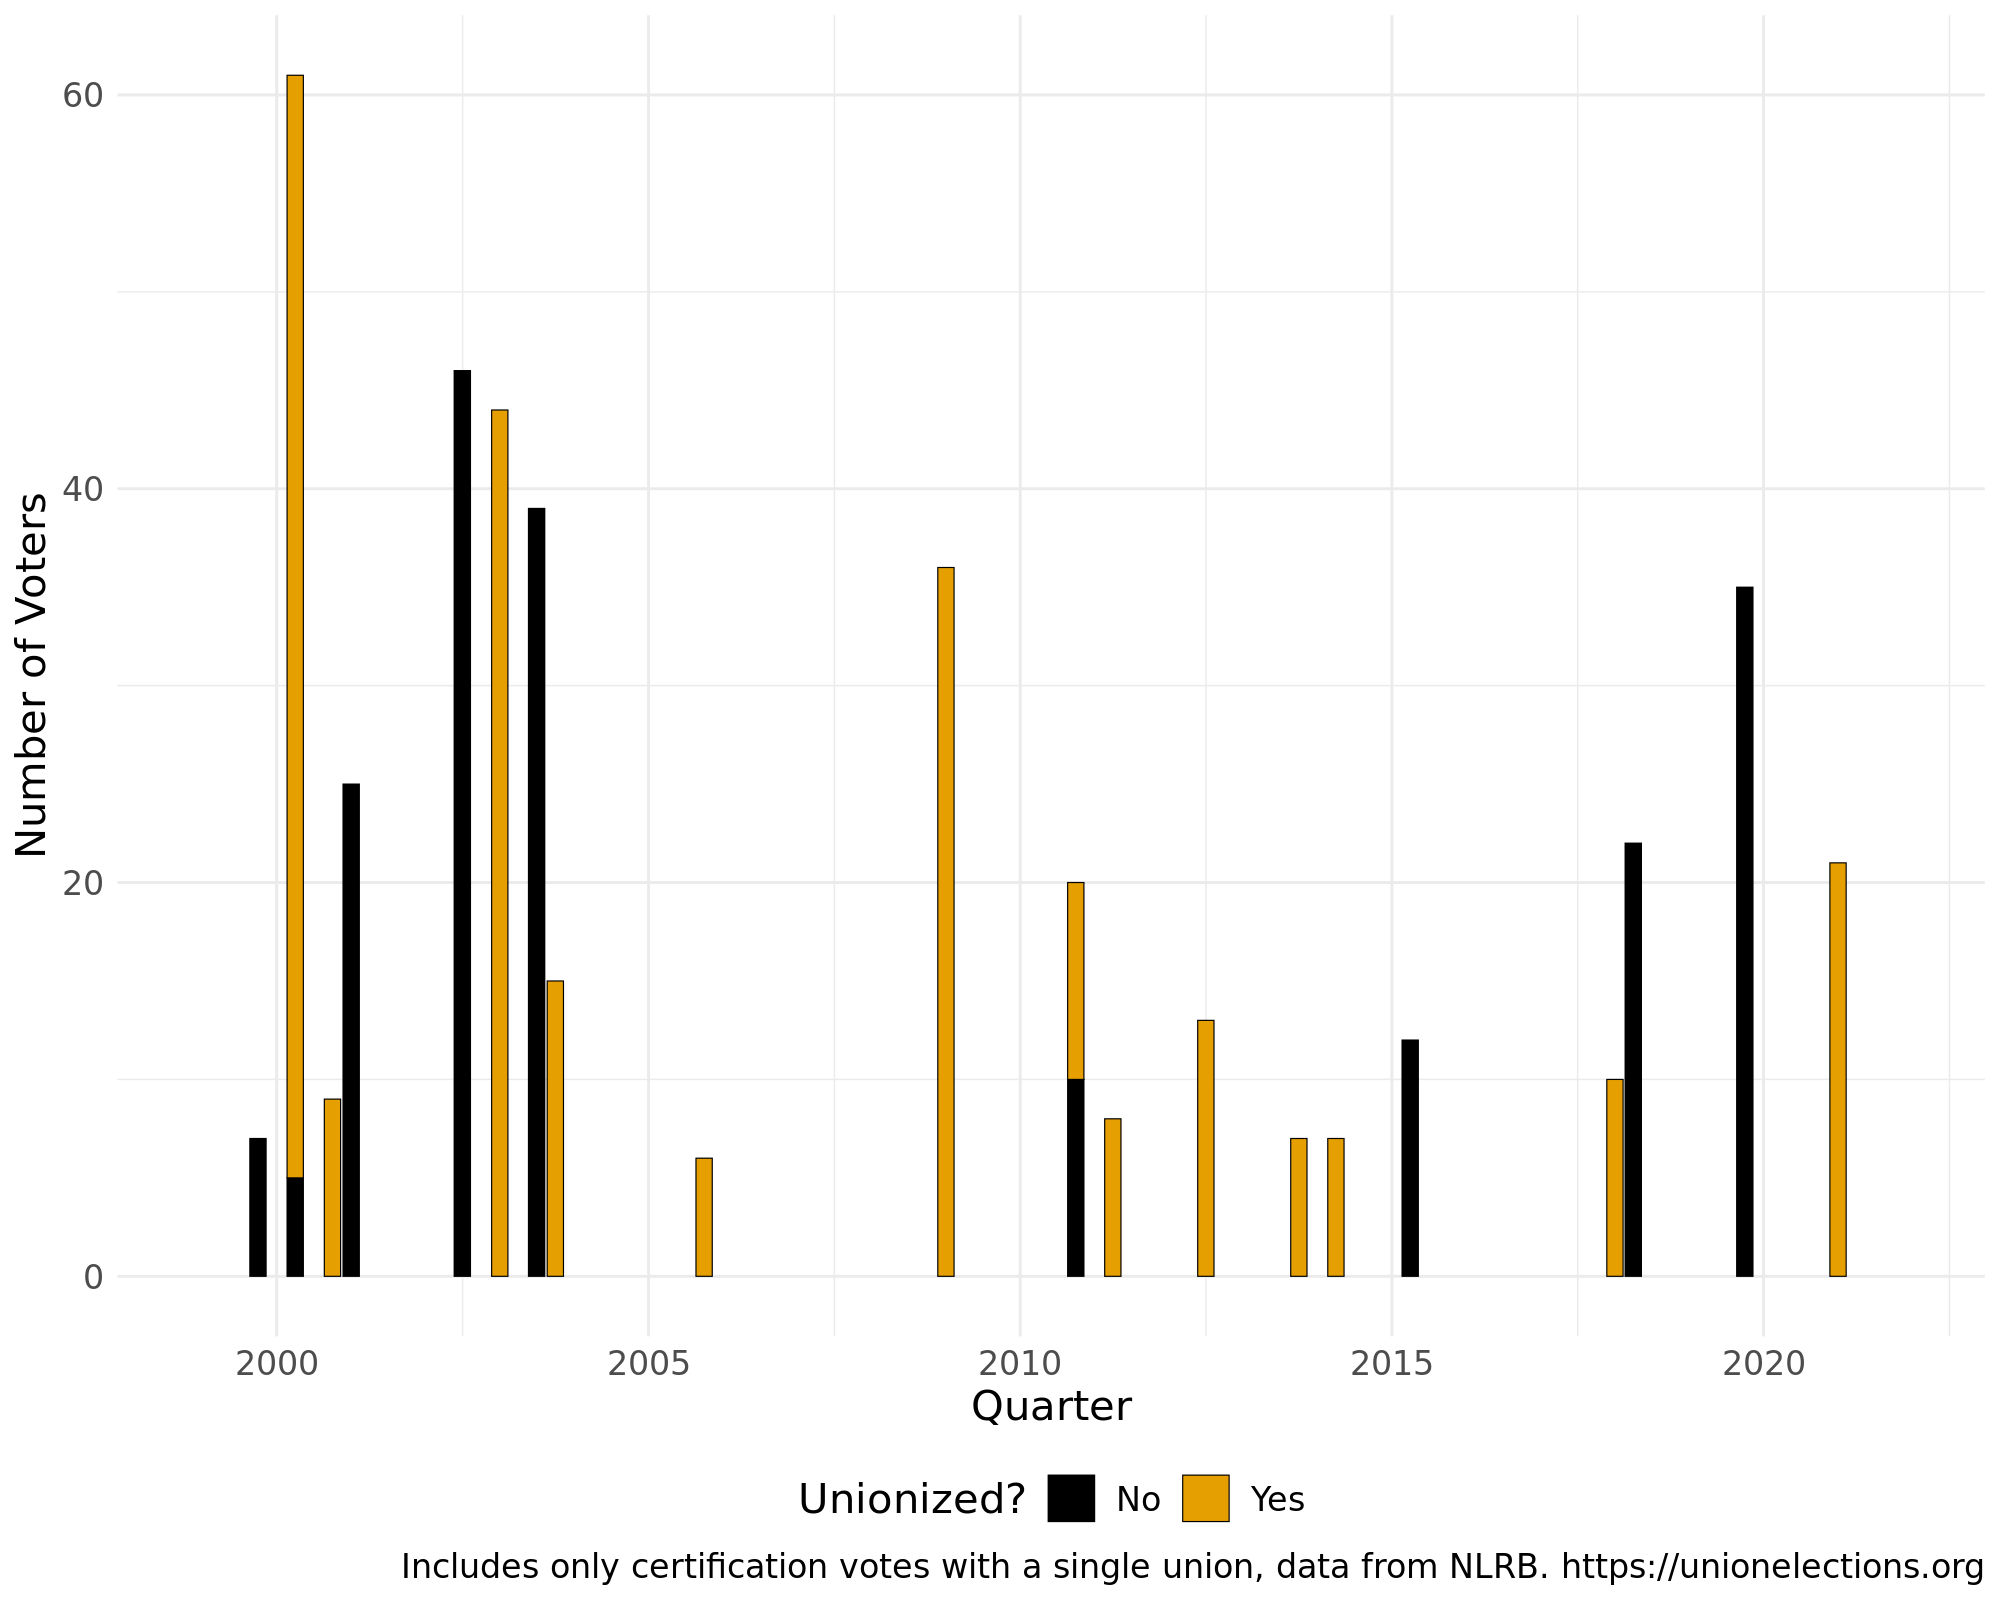 60
40
20
0
Number of Voters
2000 2005 2010 2015 2020
Quarter
Unionized? No Yes
Includes only certification votes with a single union, data from NLRB. https://unionelections.org